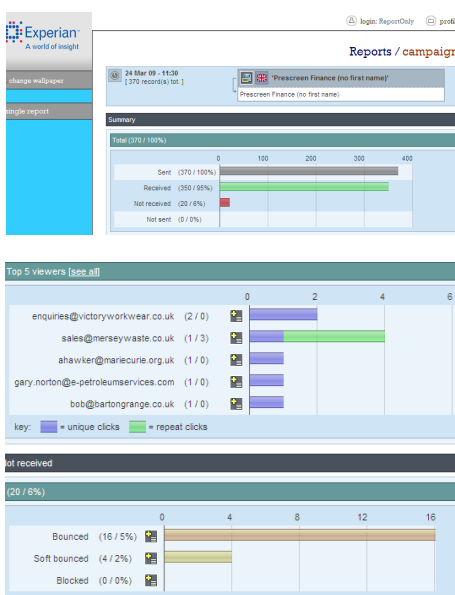 Experian™
A world of insight
login: ReportOnly
Reports / campaign
change wallpaper
single report
24 Mar 09 - 11:30
[ 370 record(s) tot. ]
'Prescreen Finance (no first name)'
Prescreen Finance (no first name)
Summary
Total (370 / 100%)
0 100 200 300 400
Sent (370 / 100%)
Received (350 / 95%)
Not received (20 / 6%)
Not sent (0 / 0%)
Top 5 viewers [see all]
0 2 4 6
enquiries@victoryworkwear.co.uk (2 / 0)
sales@merseywaste.co.uk (1 / 3)
ahawker@mariecurie.org.uk (1 / 0)
gary.norton@e-petroleumservices.com (1 / 0)
bob@bartongrange.co.uk (1 / 0)
key: = unique clicks = repeat clicks
Not received
(20 / 6%)
0 4 8 12 16
Bounced (16 / 5%)
Soft bounced (4 / 2%)
Blocked (0 / 0%)